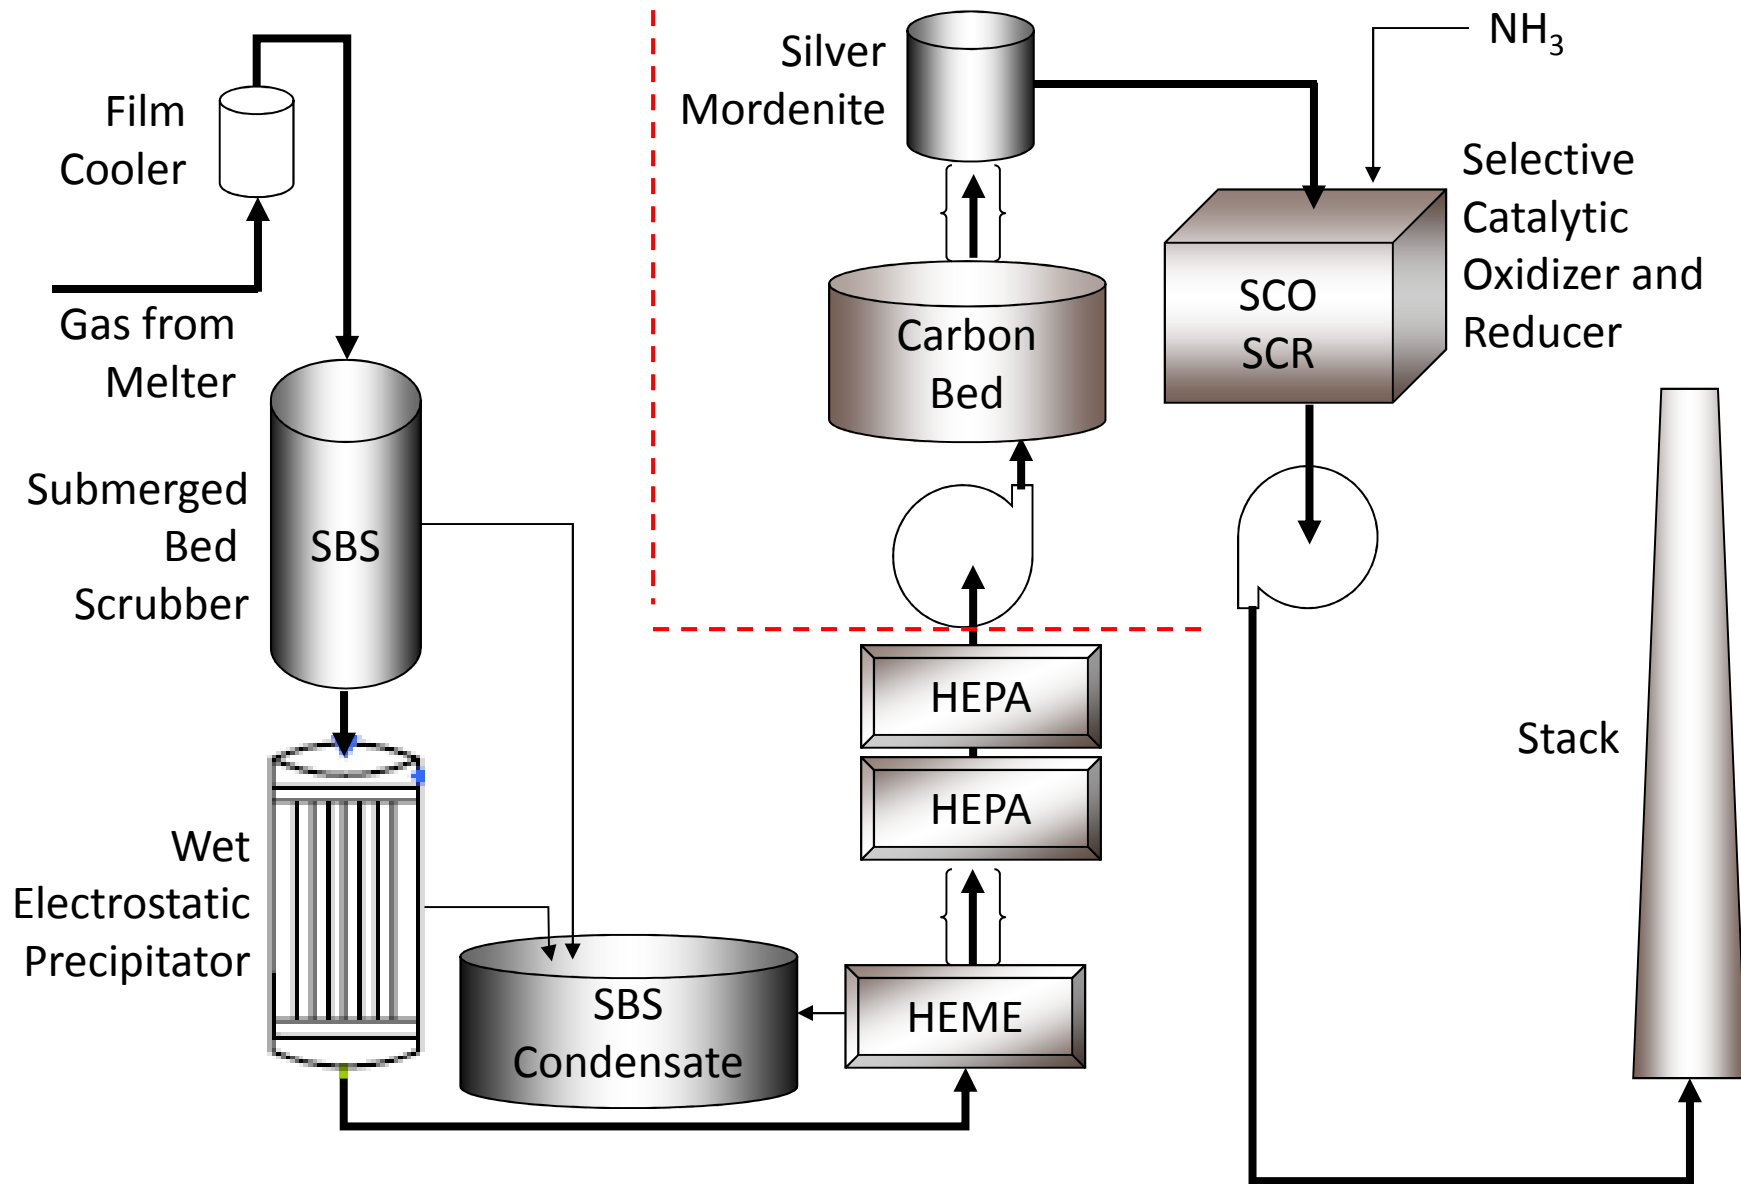 Film
Cooler
Gas from
Melter
Submerged
Bed
Scrubber
SBS
Wet
Electrostatic
Precipitator
SBS
Condensate
HEME
HEPA
HEPA
Carbon
Bed
Silver
Mordenite
NH₃
Selective
Catalytic
Oxidizer and
Reducer
SCO
SCR
Stack